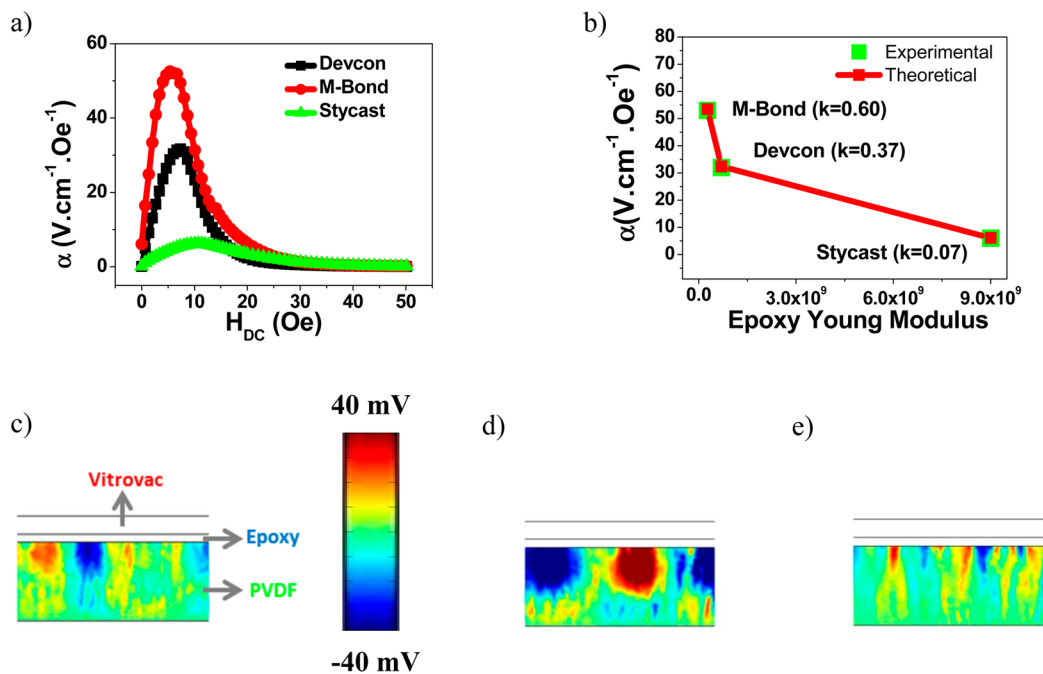 a)
60
40
20
0
α (V.cm⁻¹.Oe⁻¹)
Devcon
M-Bond
Stycast
0 10 20 30 40 50
H_DC (Oe)
b)
80
70
60
50
40
30
20
10
0
α(V.cm⁻¹.Oe⁻¹)
Experimental
Theoretical
M-Bond (k=0.60)
Devcon (k=0.37)
Stycast (k=0.07)
0.0 3.0x10⁹ 6.0x10⁹ 9.0x10⁹
Epoxy Young Modulus
c)
Vitrovac
Epoxy
PVDF
40 mV
-40 mV
d)
e)